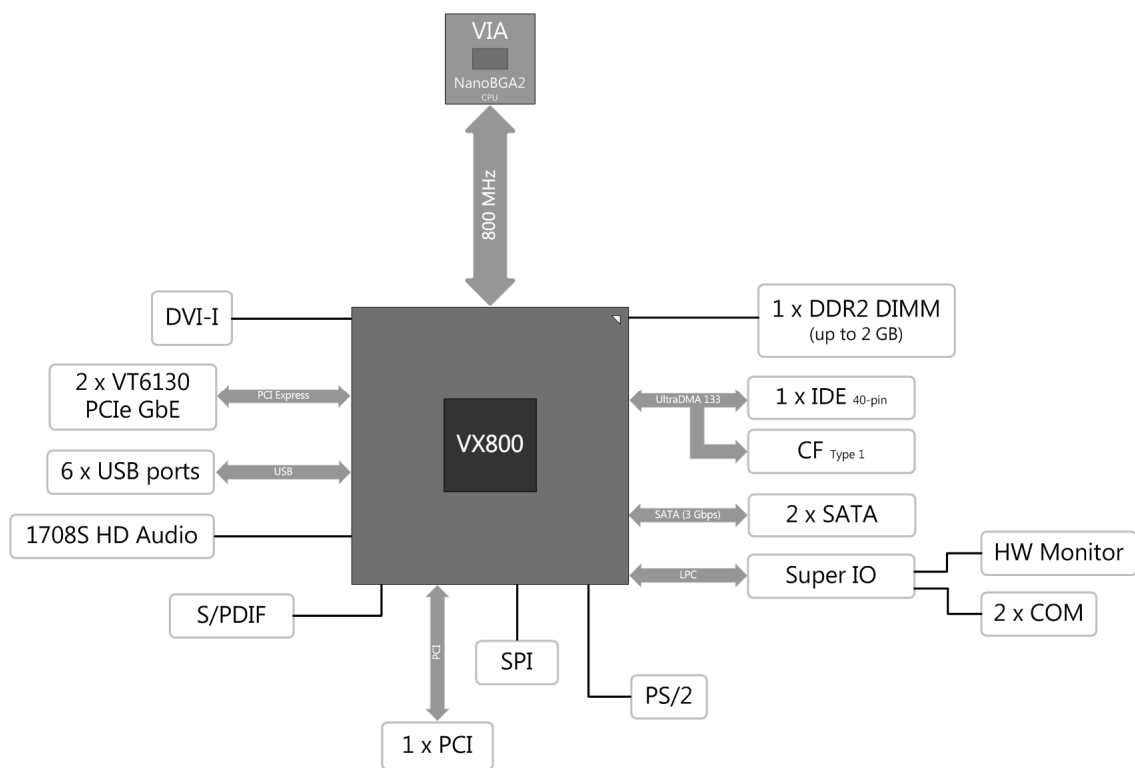 VIA
NanoBGA2
CPU
800 MHz
DVI-I
1 x DDR2 DIMM
(up to 2 GB)
2 x VT6130
PCIe GbE
PCI Express
UltraDMA 133
1 x IDE 40-pin
VX800
CF Type 1
6 x USB ports
USB
SATA (3 Gbps)
2 x SATA
1708S HD Audio
HW Monitor
LPC
Super IO
S/PDIF
2 x COM
PCI
SPI
PS/2
1 x PCI